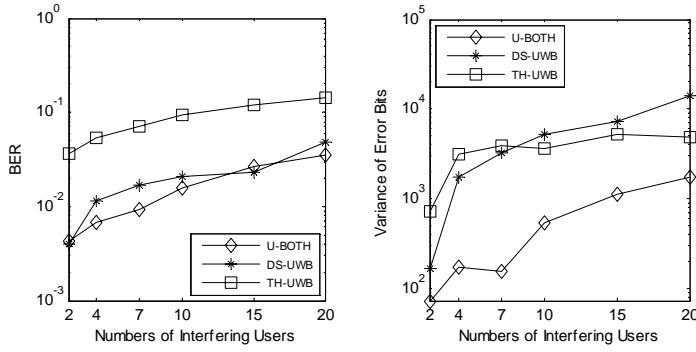 10^0
10^-1
10^-2
10^-3
BER
2 4 7 10 15 20
Numbers of Interfering Users
U-BOTH
DS-UWB
TH-UWB
10^5
10^4
10^3
10^2
Variance of Error Bits
2 4 7 10 15 20
Numbers of Interfering Users
U-BOTH
DS-UWB
TH-UWB